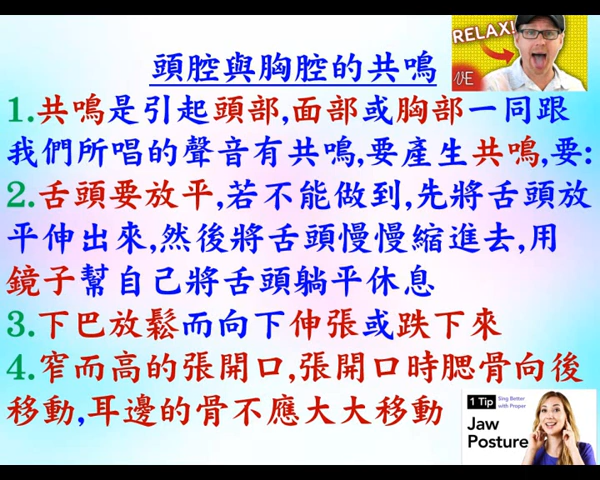 頭腔與胸腔的共鳴
RELAX!
VE
1.共鳴是引起頭部,面部或胸部一同跟
我們所唱的聲音有共鳴,要產生共鳴,要:
2.舌頭要放平,若不能做到,先將舌頭放
平伸出來,然後將舌頭慢慢縮進去,用
鏡子幫自己將舌頭躺平休息
3.下巴放鬆而向下伸張或跌下來
4.窄而高的張開口,張開口時腮骨向後
移動,耳邊的骨不應大大移動
1 Tip
Sing Better
with Proper
Jaw
Posture